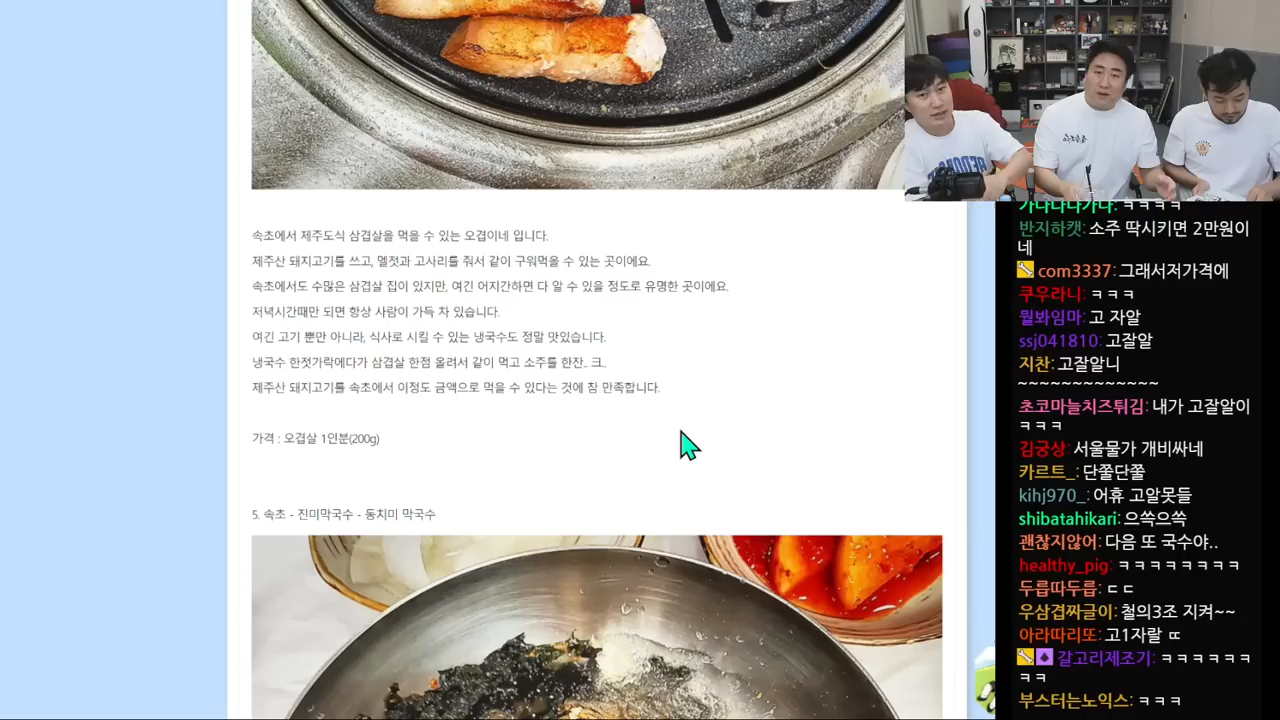 속초에서 제주도식 삼겹살을 먹을 수 있는 오겹이네 입니다.
제주산 돼지고기를 쓰고, 멜젓과 고사리를 줘서 같이 구워먹을 수 있는 곳이에요.
속초에서도 수많은 삼겹살 집이 있지만, 여긴 어지간하면 다 알 수 있을 정도로 유명한 곳이에요.
저녁시간때만 되면 항상 사람이 가득 차 있습니다.
여긴 고기 뿐만 아니라, 식사로 시킬 수 있는 냉국수도 정말 맛있습니다.
냉국수 한젓가락에다가 삼겹살 한점 올려서 같이 먹고 소주를 한잔.. 크..
제주산 돼지고기를 속초에서 이정도 금액으로 먹을 수 있다는 것에 참 만족합니다.
가격 : 오겹살 1인분(200g)
5. 속초 - 진미막국수 - 동치미 막국수
ㅋㅋㅋㅋ
반지하캣: 소주 딱시키면 2만원이
네
com3337: 그래서저가격에
쿠우라니: ㅋㅋㅋ
뭘봐임마: 고 자알
ssj041810: 고잘알
지찬: 고잘알니
~~~~~~~~~~~~~
초코마늘치즈튀김: 내가 고잘알이
ㅋㅋㅋ
김궁상: 서울물가 개비싸네
카르트_: 단쭐단쭐
kihj970_: 어휴 고알못들
shibatahikari: 으쓱으쓱
괜찮지않어: 다음 또 국수야..
healthy_pig: ㅋㅋㅋㅋㅋㅋㅋㅋ
두릅따두릅: ㄷㄷ
우삼겹짜글이: 철의3조 지켜~~
아라따리또: 고1자랄 ㄸ
갈고리제조기: ㅋㅋㅋㅋㅋㅋ
ㅋㅋ
부스터는노익스: ㅋㅋㅋ